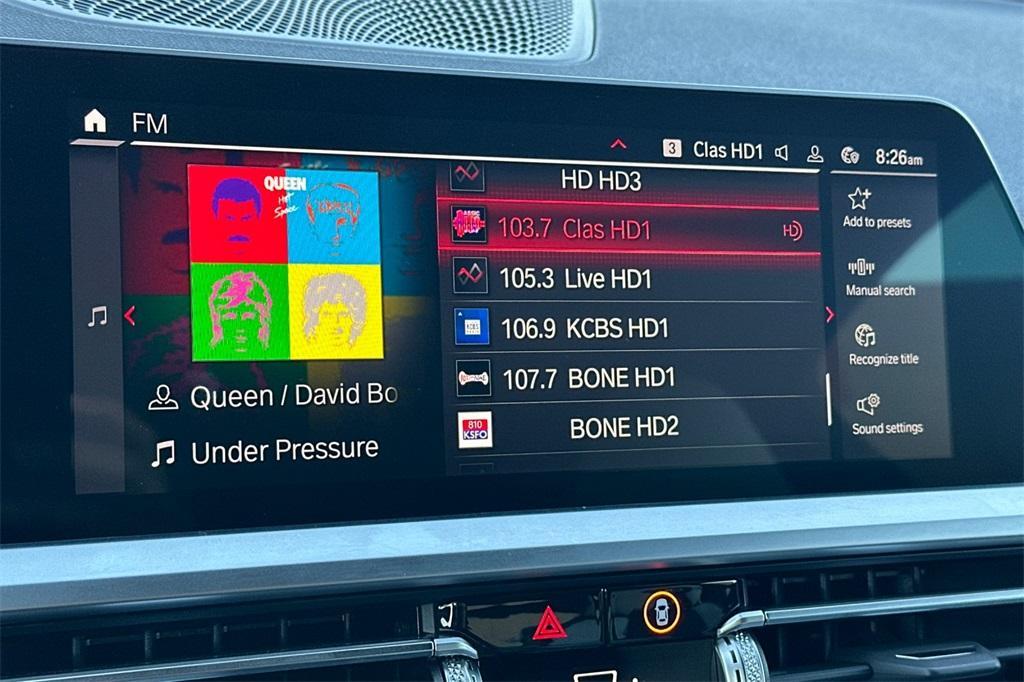 FM
3 Clas HD1 8:26am
QUEEN
Hot
Space
Queen / David Bo
Under Pressure
HD HD3
103.7 Clas HD1 HD
105.3 Live HD1
KCBS
106.9 KCBS HD1
107.7 BONE HD1
810
KSFO
BONE HD2
Add to presets
Manual search
Recognize title
Sound settings